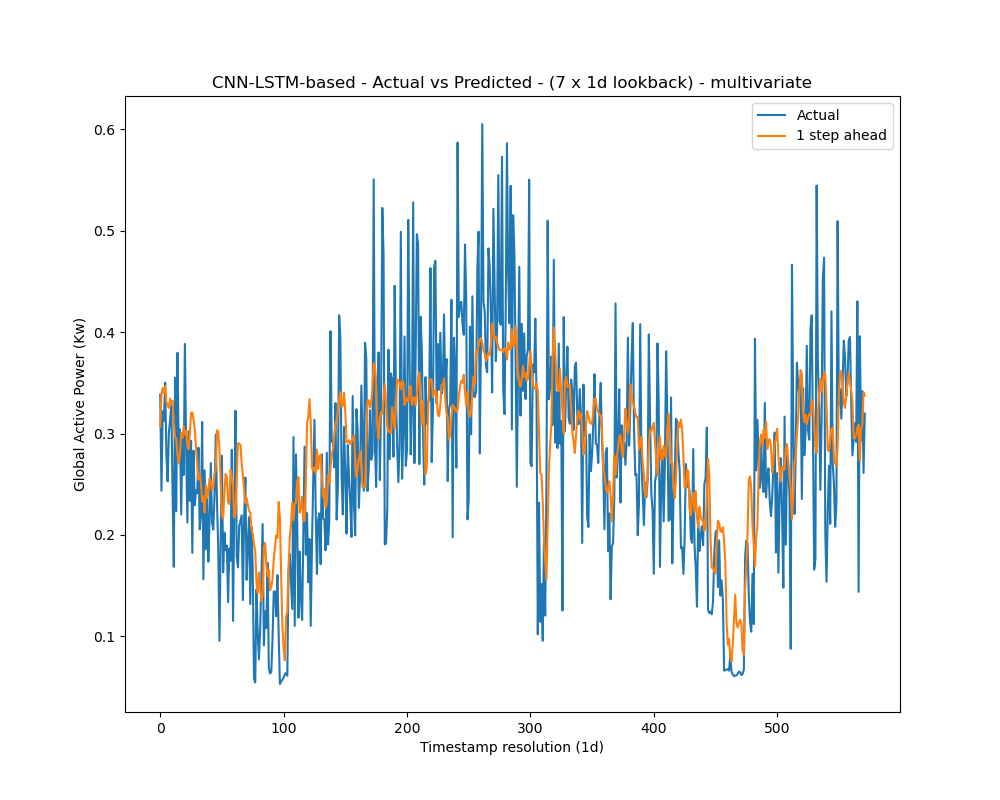 CNN-LSTM-based - Actual vs Predicted - (7 x 1d lookback) - multivariate
Actual
1 step ahead
Global Active Power (Kw)
0.6
0.5
0.4
0.3
0.2
0.1
0 100 200 300 400 500
Timestamp resolution (1d)